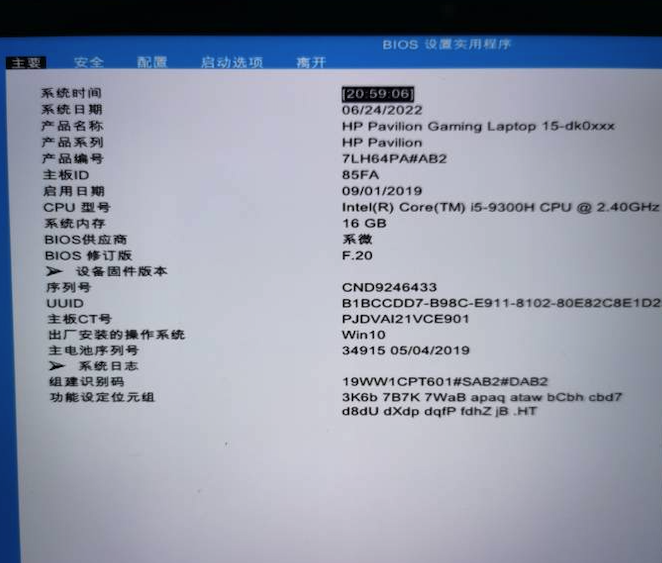 BIOS 设置实用程序
主要 安全 配置 启动选项 离开
系统时间 [20:59:06]
系统日期 06/24/2022
产品名称 HP Pavilion Gaming Laptop 15-dk0xxx
产品系列 HP Pavilion
产品编号 7LH64PA#AB2
主板ID 85FA
启用日期 09/01/2019
CPU 型号 Intel(R) Core(TM) i5-9300H CPU @ 2.40GHz
系统内存 16 GB
BIOS供应商 系微
BIOS 修订版 F.20
➤ 设备固件版本
序列号 CND9246433
UUID B1BCCDD7-B98C-E911-8102-80E82C8E1D2
主板CT号 PJDVAI21VCE901
出厂安装的操作系统 Win10
主电池序列号 34915 05/04/2019
➤ 系统日志
组建识别码 19WW1CPT601#SAB2#DAB2
功能设定位元组 3K6b 7B7K 7WaB apaq ataw bCbh cbd7
d8dU dXdp dqfP fdhZ jB .HT